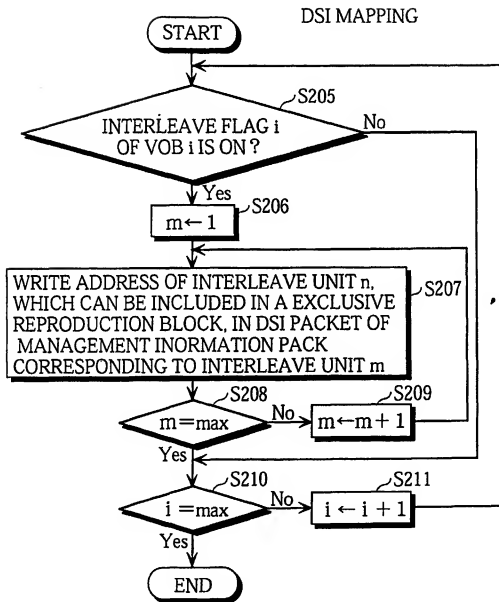 DSI MAPPING
START
S205
INTERLEAVE FLAG i
OF VOB i IS ON?
No
Yes
S206
m←1
S207
WRITE ADDRESS OF INTERLEAVE UNIT n,
WHICH CAN BE INCLUDED IN A EXCLUSIVE
REPRODUCTION BLOCK, IN DSI PACKET OF
MANAGEMENT INORMATION PACK
CORRESPONDING TO INTERLEAVE UNIT m
S208
m=max
No
S209
m←m+1
Yes
S210
i=max
No
S211
i ← i+1
Yes
END